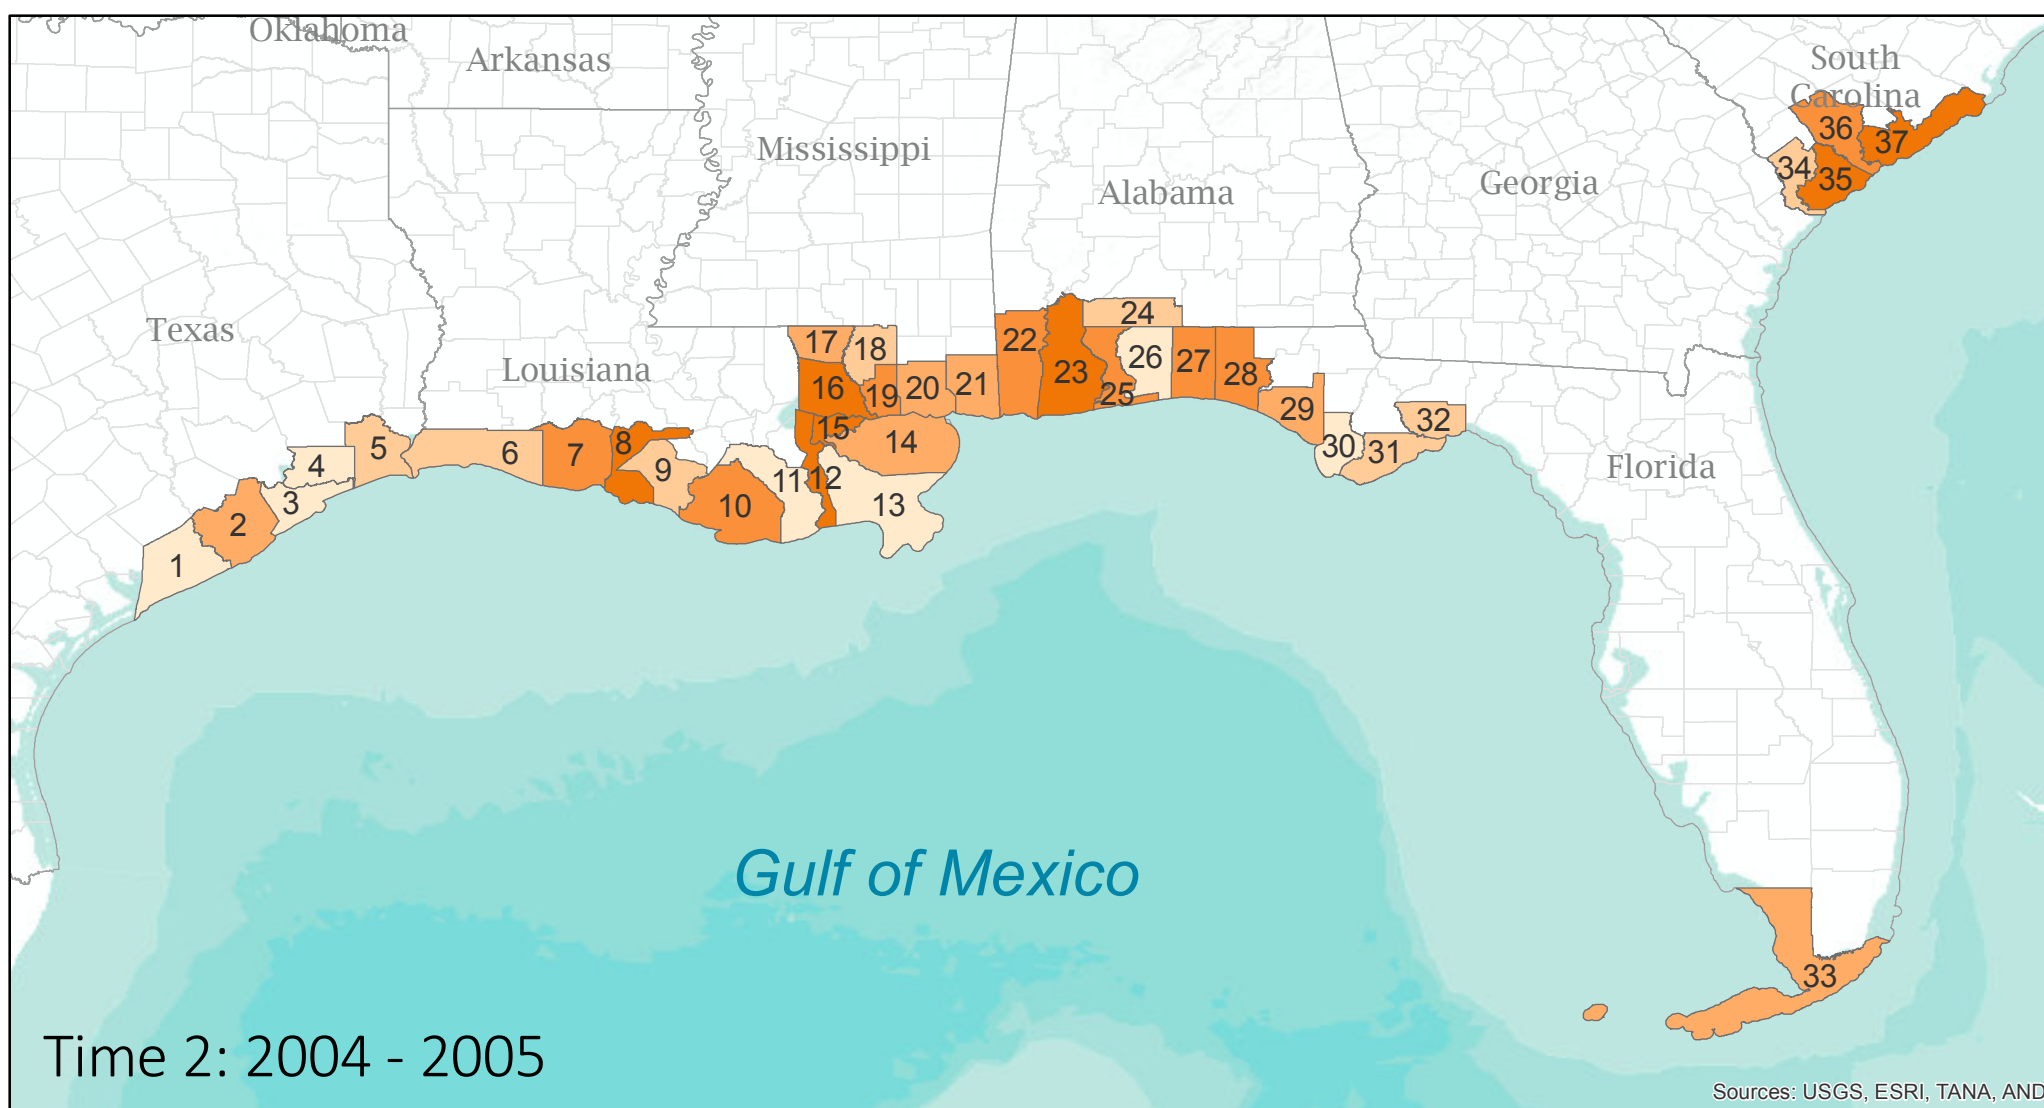 Oklahoma
Arkansas
South
Carolina
Mississippi
Alabama
Georgia
36
37
34
35
Texas
Louisiana
24
17
18
22
26
27
28
23
16
19
20
21
25
29
15
14
32
30
31
5
6
7
8
9
4
3
2
1
10
11
12
13
Florida
Gulf of Mexico
33
Time 2: 2004 - 2005
Sources: USGS, ESRI, TANA, AND